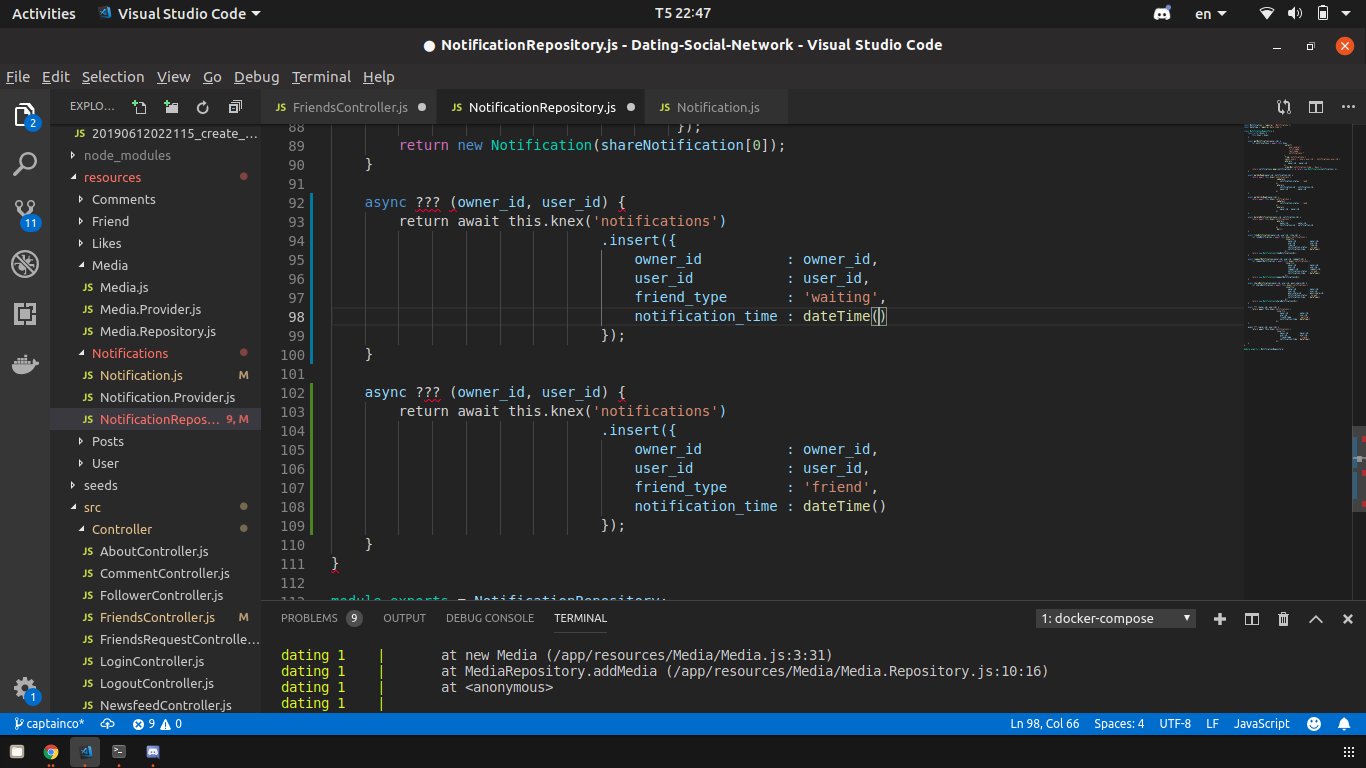 Activities Visual Studio Code T5 22:47 en
NotificationRepository.js - Dating-Social-Network - Visual Studio Code
File Edit Selection View Go Debug Terminal Help
EXPLO...
JS FriendsController.js
JS NotificationRepository.js
JS Notification.js
2
11
1
JS 20190612022115_create_...
node_modules
resources
Comments
Friend
Likes
Media
JS Media.js
JS Media.Provider.js
JS Media.Repository.js
Notifications
JS Notification.js M
JS Notification.Provider.js
JS NotificationRepos... 9, M
Posts
User
seeds
src
Controller
JS AboutController.js
JS CommentController.js
JS FollowerController.js
JS FriendsController.js M
JS FriendsRequestControlle...
JS LoginController.js
JS LogoutController.js
JS NewsfeedController.js
88 });
89 return new Notification(shareNotification[0]);
90 }
91
92 async ??? (owner_id, user_id) {
93 return await this.knex('notifications')
94 .insert({
95 owner_id : owner_id,
96 user_id : user_id,
97 friend_type : 'waiting',
98 notification_time : dateTime()
99 });
100 }
101
102 async ??? (owner_id, user_id) {
103 return await this.knex('notifications')
104 .insert({
105 owner_id : owner_id,
106 user_id : user_id,
107 friend_type : 'friend',
108 notification_time : dateTime()
109 });
110 }
111 }
112
113 module.exports = NotificationRepository;
PROBLEMS 9 OUTPUT DEBUG CONSOLE TERMINAL 1: docker-compose
dating 1 | at new Media (/app/resources/Media/Media.js:3:31)
dating 1 | at MediaRepository.addMedia (/app/resources/Media/Media.Repository.js:10:16)
dating 1 | at <anonymous>
dating 1 |
captainco* 9 0 Ln 98, Col 66 Spaces: 4 UTF-8 LF JavaScript